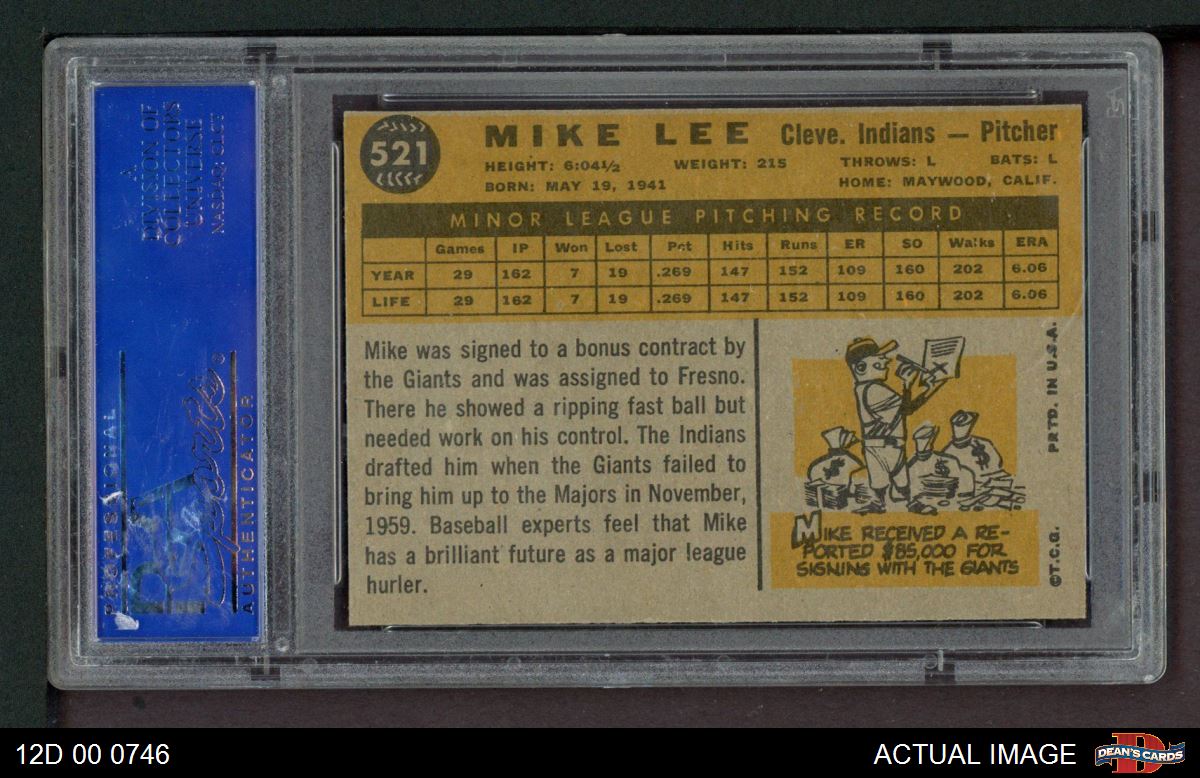 A
DIVISION OF
COLLECTORS
UNIVERSE
NASDAQ: CLCT
PROFESSIONAL
Sports®
AUTHENTICATOR
521
MIKE LEE Cleve. Indians — Pitcher
HEIGHT: 6:04½ WEIGHT: 215 THROWS: L BATS: L
BORN: MAY 19, 1941 HOME: MAYWOOD, CALIF.
MINOR LEAGUE PITCHING RECORD
Games IP Won Lost Pct Hits Runs ER SO Walks ERA
YEAR 29 162 7 19 .269 147 152 109 160 202 6.06
LIFE 29 162 7 19 .269 147 152 109 160 202 6.06
Mike was signed to a bonus contract by
the Giants and was assigned to Fresno.
There he showed a ripping fast ball but
needed work on his control. The Indians
drafted him when the Giants failed to
bring him up to the Majors in November,
1959. Baseball experts feel that Mike
has a brilliant future as a major league
hurler.
X
$ $ $
MIKE RECEIVED A RE-
PORTED $85,000 FOR
SIGNING WITH THE GIANTS
©T.C.G. PRTD. IN U.S.A.
12D 00 0746
ACTUAL IMAGE
DEAN'S CARDS